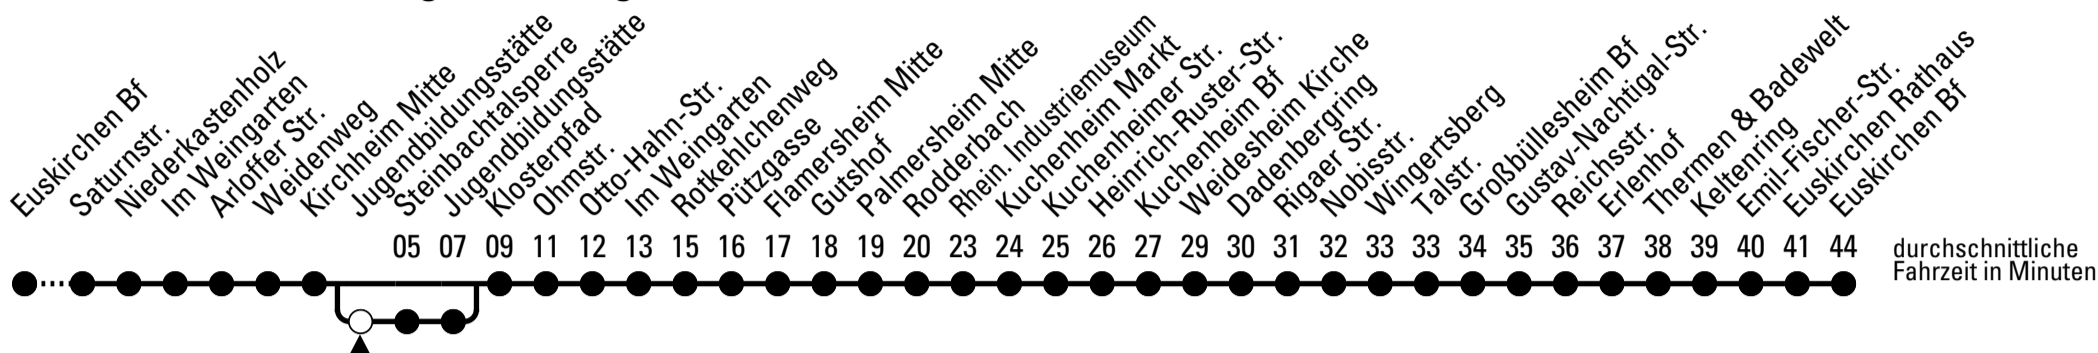 Euskirchen Bf
Saturnstr.
Niederkastenholz
Im Weingarten
Arloffer Str.
Weidenweg
Kirchheim Mitte
Jugendbildungsstätte
Steinbachtalsperre
Jugendbildungsstätte
Klosterpfad
Ohmstr.
Otto-Hahn-Str.
Im Weingarten
Rotkehlchenweg
Pützgasse
Flamersheim Mitte
Gutshof
Palmersheim Mitte
Rodderbach
Rhein. Industriemuseum
Kuchenheim Markt
Kuchenheimer Str.
Heinrich-Ruster-Str.
Kuchenheim Bf
Weidesheim Kirche
Dadenbergring
Rigaer Str.
Nobisstr.
Wingertsberg
Talstr.
Großbüllesheim Bf
Gustav-Nachtigal-Str.
Reichsstr.
Erlenhof
Thermen & Badewelt
Keltenring
Emil-Fischer-Str.
Euskirchen Rathaus
Euskirchen Bf
05 07 09 11 12 13 15 16 17 18 19 20 23 24 25 26 27 29 30 31 32 33 33 34 35 36 37 38 39 40 41 44
durchschnittliche
Fahrzeit in Minuten